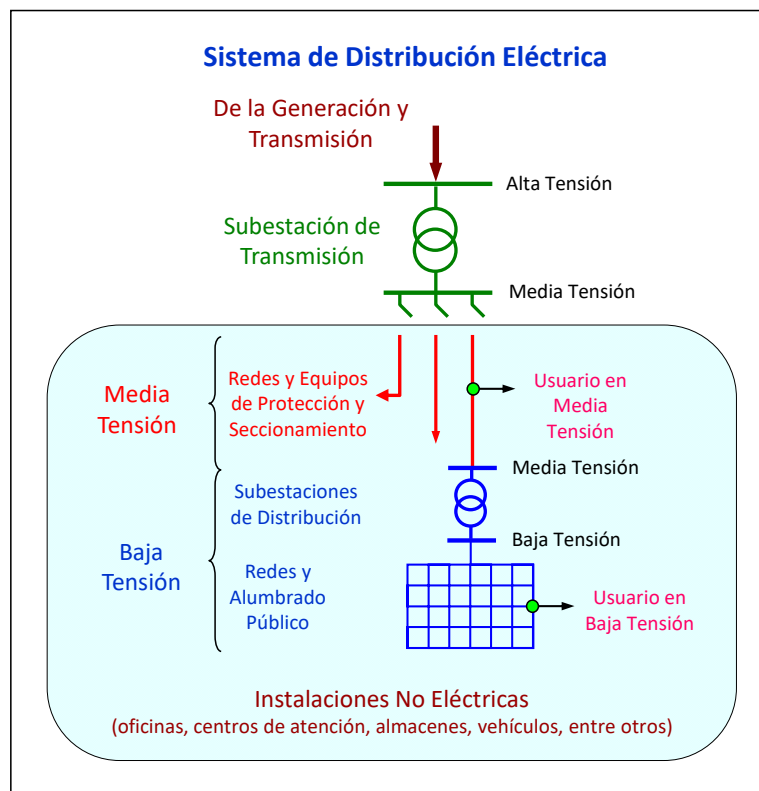 Sistema de Distribución Eléctrica
De la Generación y
Transmisión
Alta Tensión
Subestación de
Transmisión
Media Tensión
Media
Tensión
Redes y Equipos
de Protección y
Seccionamiento
Usuario en
Media
Tensión
Media Tensión
Subestaciones
de Distribución
Baja Tensión
Baja
Tensión
Redes y
Alumbrado
Público
Usuario en
Baja Tensión
Instalaciones No Eléctricas
(oficinas, centros de atención, almacenes, vehículos, entre otros)